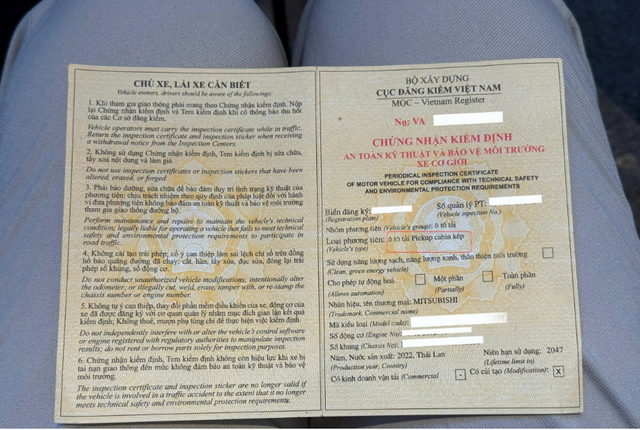 CHỦ XE, LÁI XE CẦN BIẾT
Vehicle owners, drivers should be aware of the followings:
1. Khi tham gia giao thông phải mang theo Chứng nhận kiểm định. Nộp
lại Chứng nhận kiểm định và Tem kiểm định khi có thông báo thu hồi
của các Cơ sở đăng kiểm.
Vehicle operators must carry the inspection certificate while in traffic.
Return the inspection certificate and inspection sticker when receiving
a withdrawal notice from the Inspection Centers.
2. Không sử dụng Chứng nhận kiểm định, Tem kiểm định bị sửa chữa,
tẩy xoá nội dung và làm giả.
Do not use inspection certificates or inspection stickers that have been
altered, erased, or forged.
3. Phải bảo dưỡng, sửa chữa để bảo đảm duy trì tình trạng kỹ thuật của
phương tiện; chịu trách nhiệm theo quy định của pháp luật đối với hành
vi đưa phương tiện không bảo đảm an toàn kỹ thuật và bảo vệ môi trường
tham gia giao thông đường bộ.
Perform maintenance and repairs to maintain the vehicle's technical
condition; legally liable for operating a vehicle that fails to meet technical
safety and environmental protection requirements to participate in
road traffic.
4. Không cải tạo trái phép; cố ý can thiệp làm sai lệch chỉ số trên đồng
hồ báo quãng đường đã chạy; cắt, hàn, tẩy xóa, đục sửa, đóng lại trái
phép số khung, số động cơ.
Do not conduct unauthorized vehicle modifications; intentionally alter
the odometer; or illegally cut, weld, erase, tamper with, or re-stamp the
chassis number or engine number.
5. Không tự ý can thiệp, thay đổi phần mềm điều khiển của xe, động cơ của
xe đã được đăng ký với cơ quan quản lý nhằm mục đích gian lận kết quả
kiểm định; Không thuê, mượn phụ tùng chỉ để thực hiện việc kiểm định.
Do not independently interfere with or alter the vehicle's control software
or engine registered with regulatory authorities to manipulate inspection
results; do not rent or borrow parts solely for inspection purposes.
6. Chứng nhận kiểm định, Tem kiểm định không còn hiệu lực khi xe bị
tai nạn giao thông đến mức không đảm bảo an toàn kỹ thuật và bảo vệ
môi trường.
The inspection certificate and inspection sticker are no longer valid
if the vehicle is involved in a traffic accident to the extent that it no longer
meets technical safety and environmental protection requirements.
BỘ XÂY DỰNG
CỤC ĐĂNG KIỂM VIỆT NAM
MOC – Vietnam Register
No: VA
CHỨNG NHẬN KIỂM ĐỊNH
AN TOÀN KỸ THUẬT VÀ BẢO VỆ MÔI TRƯỜNG
XE CƠ GIỚI
PERIODICAL INSPECTION CERTIFICATE
OF MOTOR VEHICLE FOR COMPLIANCE WITH TECHNICAL SAFETY
AND ENVIRONMENTAL PROTECTION REQUIREMENTS
Biển đăng ký: Số quản lý PT:
(Registration plate) (Vehicle inspection No.)
Nhóm phương tiện (Vehicle's group): ô tô tải
Loại phương tiện: ô tô tải Pickup cabin kép
(Vehicle's type)
Sử dụng năng lượng sạch, năng lượng xanh, thân thiện môi trường
(Clean, green energy vehicle)
Cho phép tự động hoá Một phần Toàn phần
(Allows automation) (Partially) (Fully)
Nhãn hiệu, tên thương mại: MITSUBISHI
(Trademark, Commercial name)
Mã kiểu loại (Model code):
Số động cơ (Engine No):
Số khung (Chassis No):
Năm, Nước sản xuất: 2022, Thái Lan Niên hạn sử dụng: 2047
(Production year, Country) (Lifetime limit to)
Có kinh doanh vận tải (Commercial - Có cải tạo (Modification): X